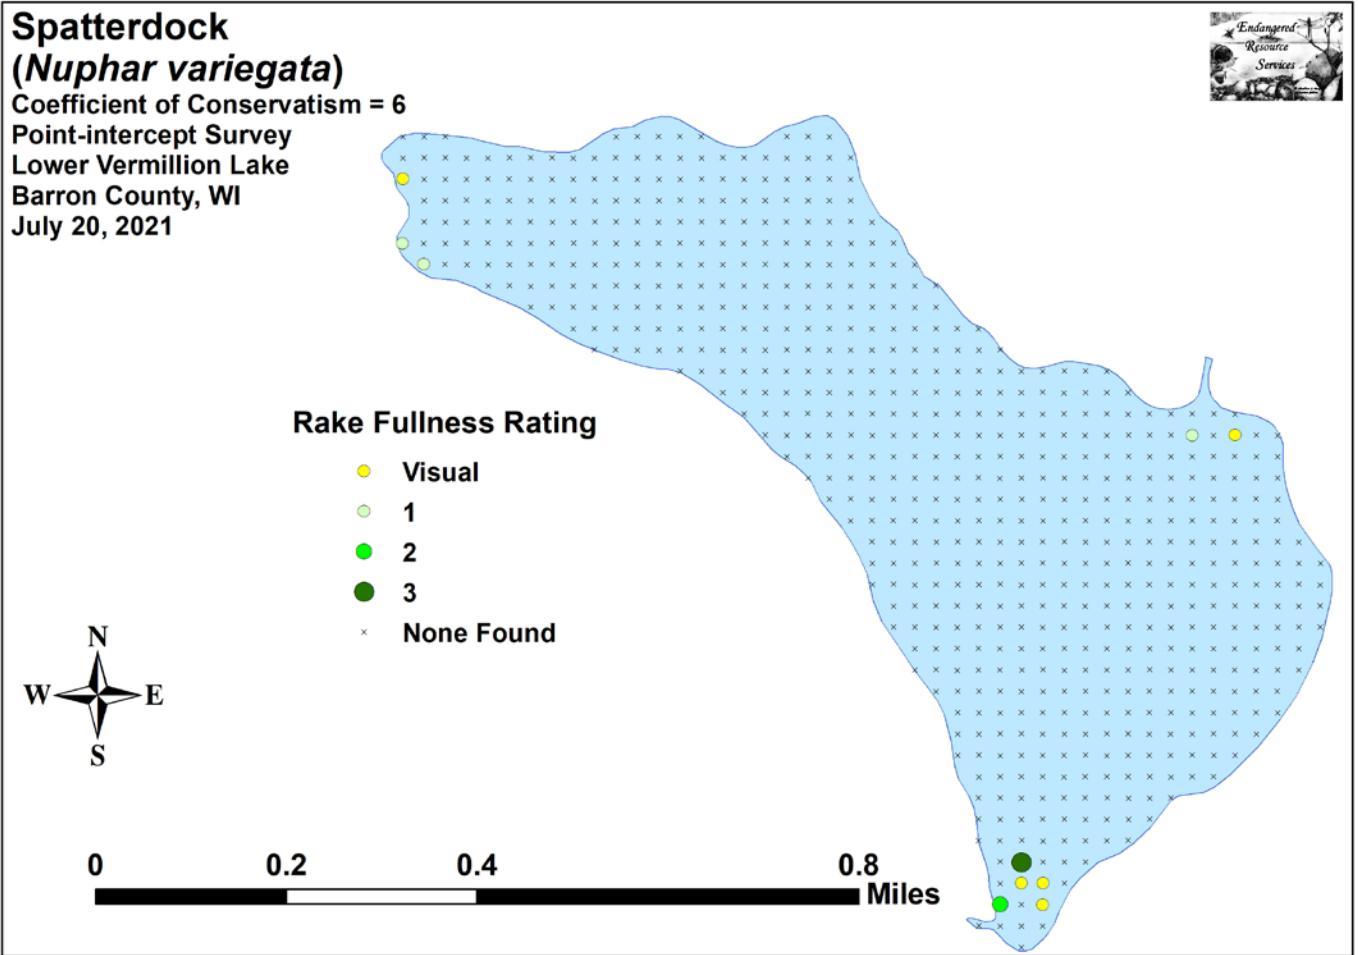 Spatterdock
(Nuphar variegata)
Coefficient of Conservatism = 6
Point-intercept Survey
Lower Vermillion Lake
Barron County, WI
July 20, 2021
Endangered
Resource
Services
Rake Fullness Rating
Visual
1
2
3
None Found
N
W E
S
0 0.2 0.4 0.8
Miles